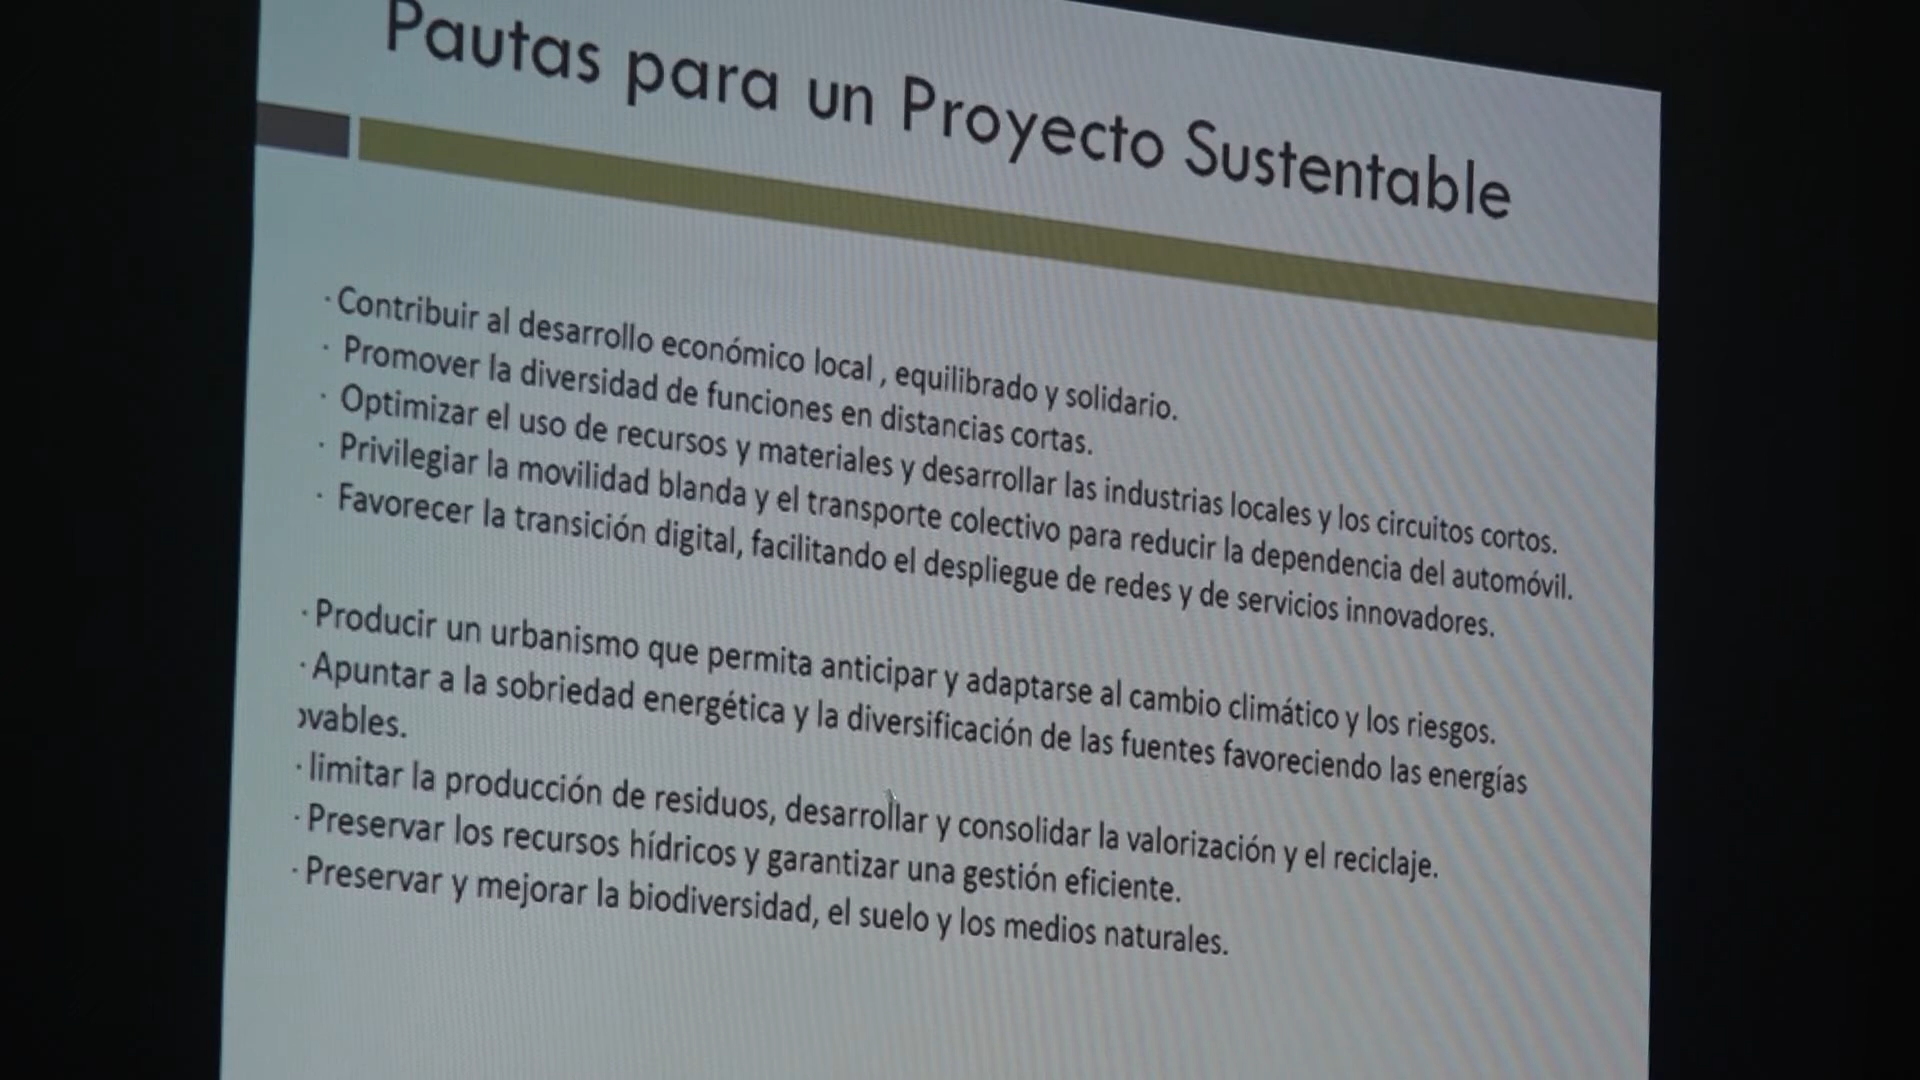 Pautas para un Proyecto Sustentable
· Contribuir al desarrollo económico local , equilibrado y solidario.
· Promover la diversidad de funciones en distancias cortas.
· Optimizar el uso de recursos y materiales y desarrollar las industrias locales y los circuitos cortos.
· Privilegiar la movilidad blanda y el transporte colectivo para reducir la dependencia del automóvil.
· Favorecer la transición digital, facilitando el despliegue de redes y de servicios innovadores.
· Producir un urbanismo que permita anticipar y adaptarse al cambio climático y los riesgos.
· Apuntar a la sobriedad energética y la diversificación de las fuentes favoreciendo las energías
ovables.
· limitar la producción de residuos, desarrollar y consolidar la valorización y el reciclaje.
· Preservar los recursos hídricos y garantizar una gestión eficiente.
· Preservar y mejorar la biodiversidad, el suelo y los medios naturales.